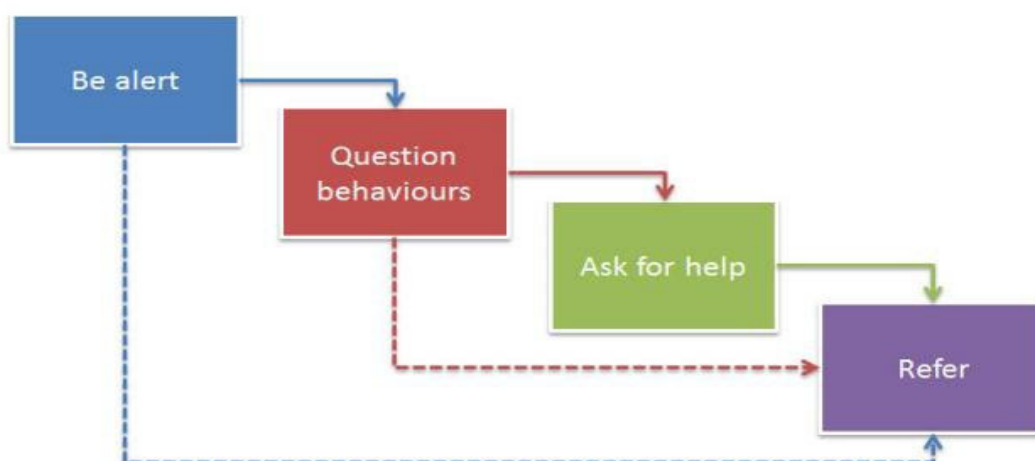 Be alert
Question
behaviours
Ask for help
Refer